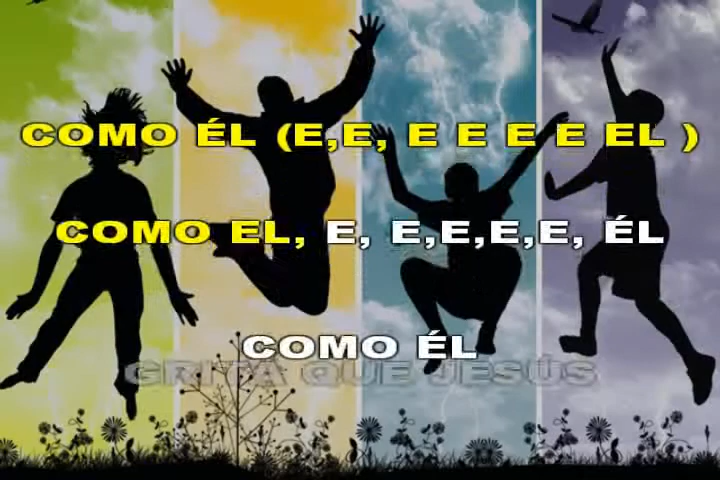 COMO ÉL (E,E, E E E E EL )
COMO EL, E, E,E,E,E, ÉL
COMO ÉL
GRITA QUE JESÚS